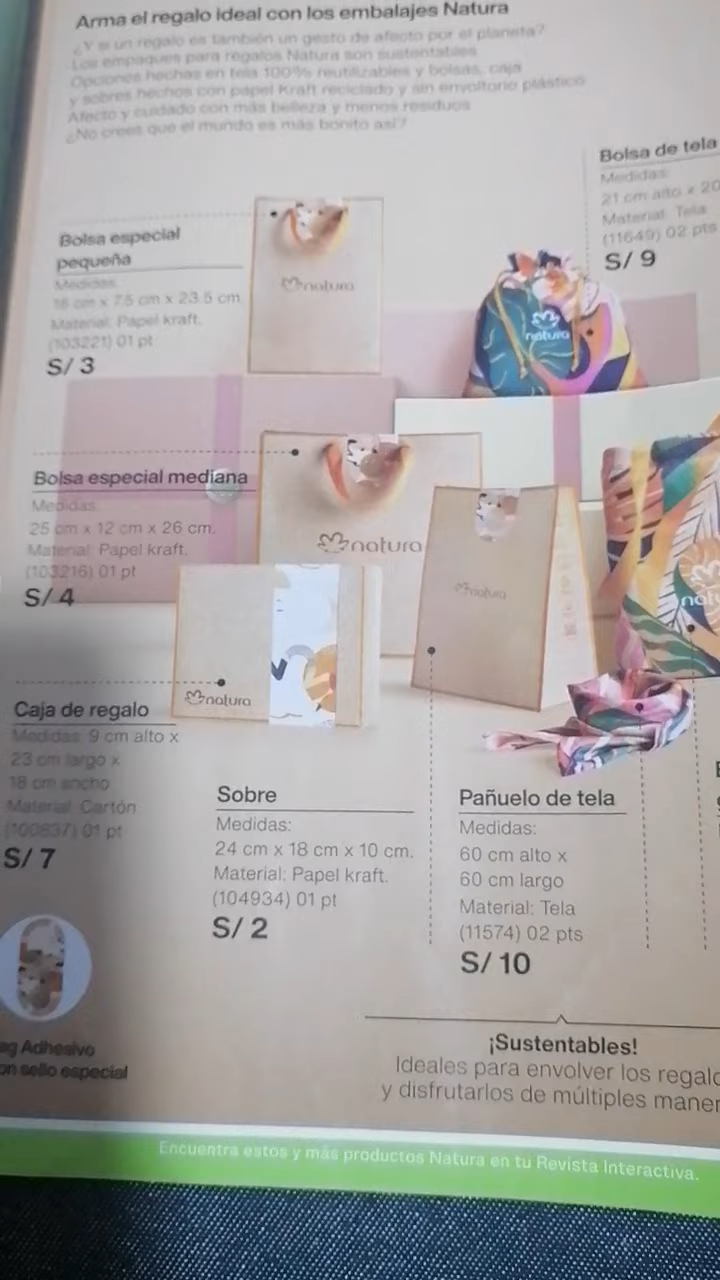 Arma el regalo ideal con los embalajes Natura
¿Y si un regalo es también un gesto de afecto por el planeta?
Los empaques para regalos Natura son sustentables
Opciones hechas en tela 100% reutilizables y bolsas, caja
y sobres hechos con papel Kraft reciclado y sin envoltorio plástico
Afecto y cuidado con más belleza y menos residuos
¿No crees que el mundo es más bonito así?
Bolsa de tela
Medidas:
21 cm alto x 20
Material: Tela
(11649) 02 pts
S/ 9
Bolsa especial
pequeña
Medidas:
18 cm x 7.5 cm x 23.5 cm
Material: Papel kraft.
(103221) 01 pt
S/ 3
natura
natura
Bolsa especial mediana
Medidas:
25 cm x 12 cm x 26 cm.
Material: Papel kraft.
(103216) 01 pt
S/ 4
natura
natura
natura
Caja de regalo
Medidas: 9 cm alto x
23 cm largo x
18 cm ancho
Material: Cartón
(100837) 01 pt
S/ 7
Sobre
Medidas:
24 cm x 18 cm x 10 cm.
Material: Papel kraft.
(104934) 01 pt
S/ 2
Pañuelo de tela
Medidas:
60 cm alto x
60 cm largo
Material: Tela
(11574) 02 pts
S/ 10
ag Adhesivo
on sello especial
¡Sustentables!
Ideales para envolver los regalo
y disfrutarlos de múltiples maner
Encuentra estos y más productos Natura en tu Revista Interactiva.